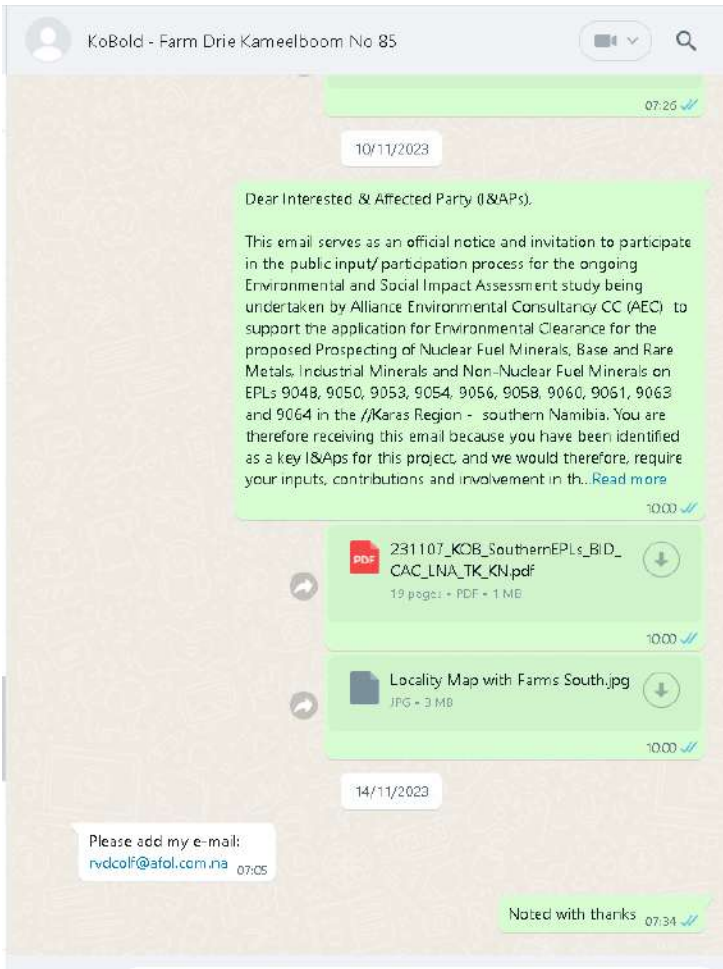 KoBold - Farm Drie Kameelboom No 85
07:26
10/11/2023
Dear Interested & Affected Party (I&APs),
This email serves as an official notice and invitation to participate
in the public input/ participation process for the ongoing
Environmental and Social Impact Assessment study being
undertaken by Alliance Environmental Consultancy CC (AEC) to
support the application for Environmental Clearance for the
proposed Prospecting of Nuclear Fuel Minerals, Base and Rare
Metals, Industrial Minerals and Non-Nuclear Fuel Minerals on
EPLs 9048, 9050, 9053, 9054, 9056, 9058, 9060, 9061, 9063
and 9064 in the //Karas Region - southern Namibia. You are
therefore receiving this email because you have been identified
as a key I&Aps for this project, and we would therefore, require
your inputs, contributions and involvement in th...Read more
10:00
PDF
231107_KOB_SouthernEPLs_BID_
CAC_LNA_TK_KN.pdf
19 pages • PDF • 1 MB
10:00
Locality Map with Farms South.jpg
JPG • 3 MB
10:00
14/11/2023
Please add my e-mail:
rvdcolf@afol.com.na 07:05
Noted with thanks 07:34